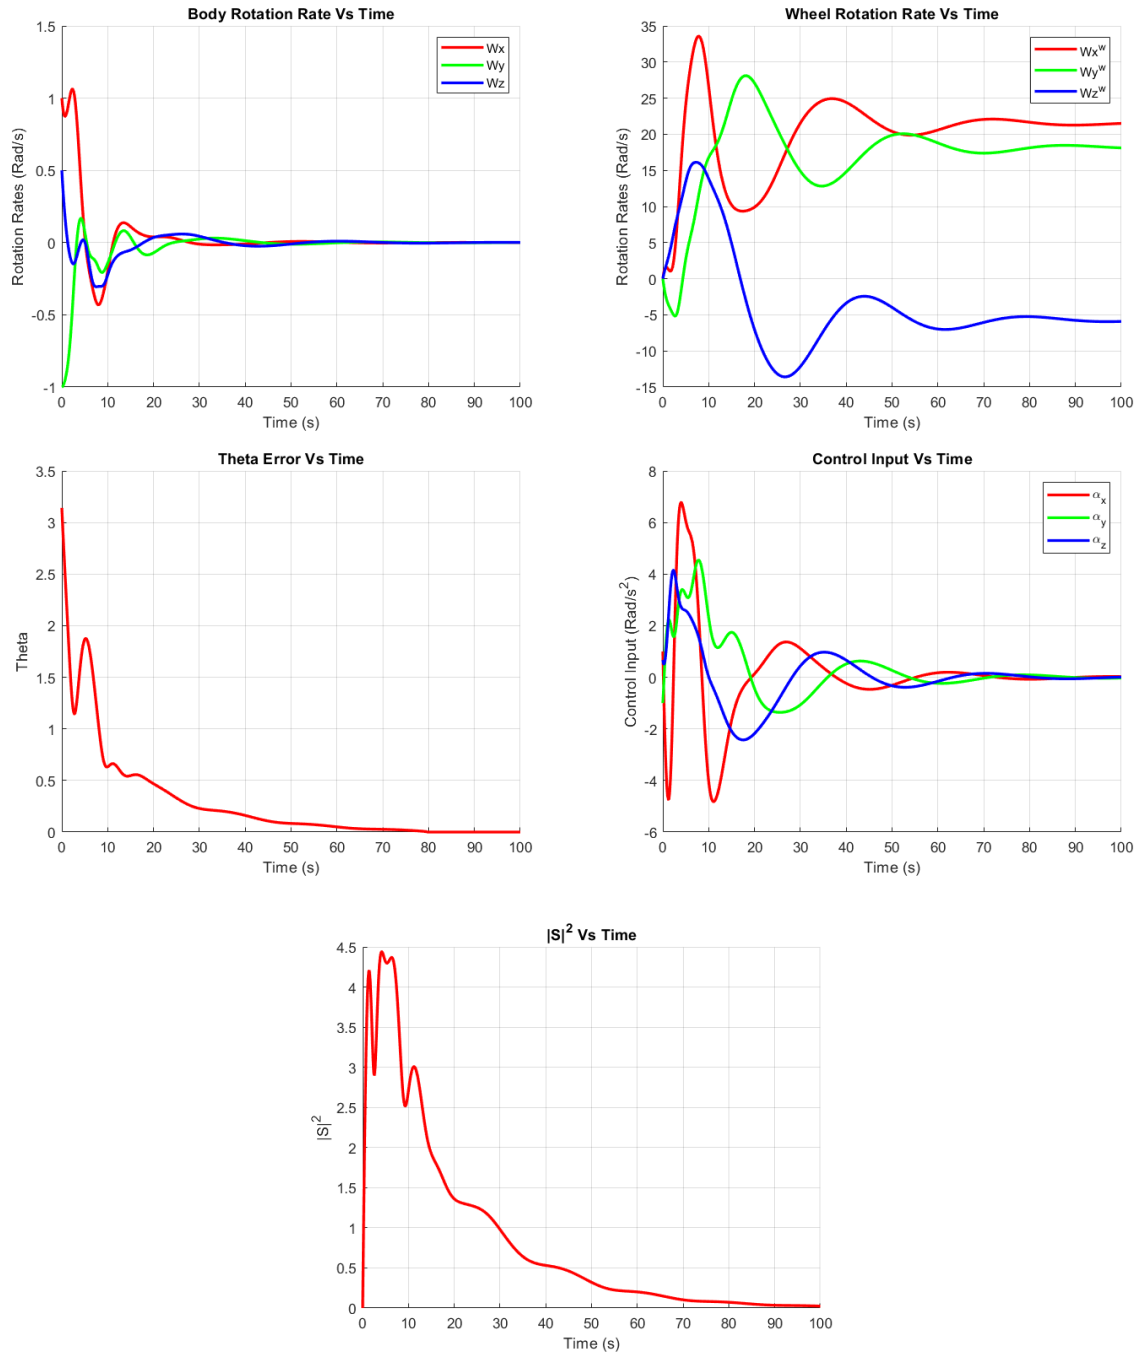 Body Rotation Rate Vs Time
Rotation Rates (Rad/s)
1.5
1
0.5
0
-0.5
-1
0 10 20 30 40 50 60 70 80 90 100
Time (s)
Wx
Wy
Wz
Wheel Rotation Rate Vs Time
Rotation Rates (Rad/s)
35
30
25
20
15
10
5
0
-5
-10
-15
0 10 20 30 40 50 60 70 80 90 100
Time (s)
Wx^w
Wy^w
Wz^w
Theta Error Vs Time
Theta
3.5
3
2.5
2
1.5
1
0.5
0
0 10 20 30 40 50 60 70 80 90 100
Time (s)
Control Input Vs Time
Control Input (Rad/s²)
8
6
4
2
0
-2
-4
-6
0 10 20 30 40 50 60 70 80 90 100
Time (s)
α_x
α_y
α_z
|S|² Vs Time
|S|²
4.5
4
3.5
3
2.5
2
1.5
1
0.5
0
0 10 20 30 40 50 60 70 80 90 100
Time (s)